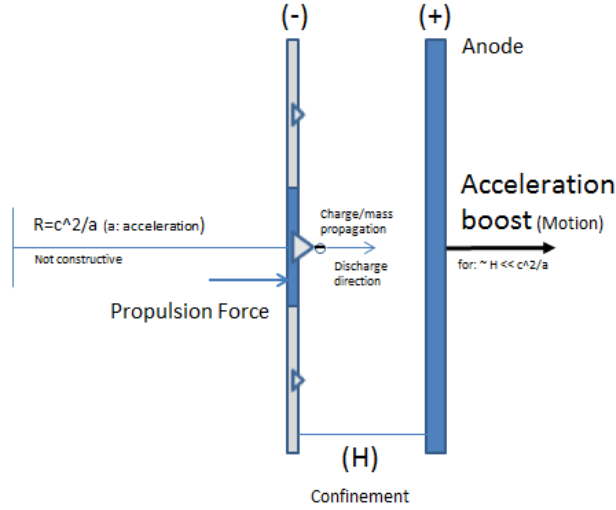 (-)
(+)
Anode
Acceleration
boost (Motion)
for: ~ H << c^2/a
R=c^2/a (a: acceleration)
Not constructive
Charge/mass
propagation
Discharge
direction
Propulsion Force
(H)
Confinement